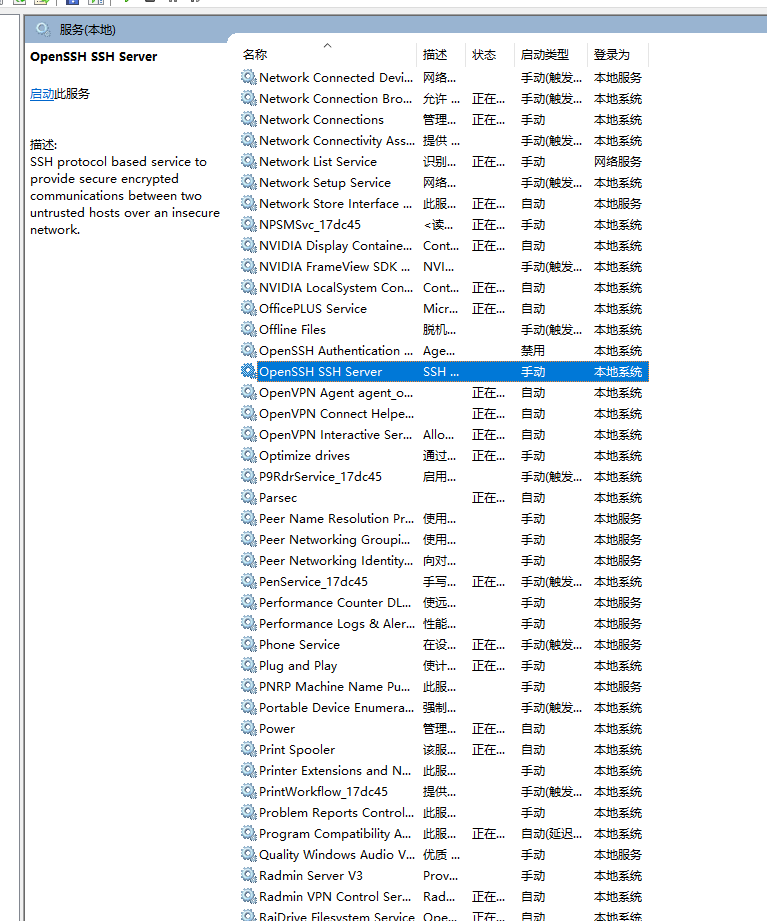 服务(本地)
OpenSSH SSH Server
启动此服务
描述:
SSH protocol based service to
provide secure encrypted
communications between two
untrusted hosts over an insecure
network.
名称 描述 状态 启动类型 登录为
Network Connected Devi... 网络... 手动(触发... 本地服务
Network Connection Bro... 允许 ... 正在... 手动(触发... 本地系统
Network Connections 管理... 正在... 手动 本地系统
Network Connectivity Ass... 提供 ... 手动(触发... 本地系统
Network List Service 识别... 正在... 手动 网络服务
Network Setup Service 网络... 手动(触发... 本地系统
Network Store Interface ... 此服... 正在... 自动 本地服务
NPSMSvc_17dc45 <读... 正在... 手动 本地系统
NVIDIA Display Containe... Cont... 正在... 自动 本地系统
NVIDIA FrameView SDK ... NVI... 手动(触发... 本地系统
NVIDIA LocalSystem Con... Cont... 正在... 自动 本地系统
OfficePLUS Service Micr... 正在... 自动 本地系统
Offline Files 脱机... 手动(触发... 本地系统
OpenSSH Authentication ... Age... 禁用 本地系统
OpenSSH SSH Server SSH ... 手动 本地系统
OpenVPN Agent agent_o... 正在... 自动 本地系统
OpenVPN Connect Helpe... 正在... 自动 本地系统
OpenVPN Interactive Ser... Allo... 正在... 自动 本地系统
Optimize drives 通过... 正在... 手动 本地系统
P9RdrService_17dc45 启用... 手动(触发... 本地系统
Parsec 正在... 自动 本地系统
Peer Name Resolution Pr... 使用... 手动 本地服务
Peer Networking Groupi... 使用... 手动 本地服务
Peer Networking Identity... 向对... 手动 本地服务
PenService_17dc45 手写... 正在... 手动(触发... 本地系统
Performance Counter DL... 使远... 手动 本地服务
Performance Logs & Aler... 性能... 手动 本地服务
Phone Service 在设... 正在... 手动(触发... 本地服务
Plug and Play 使计... 正在... 手动 本地系统
PNRP Machine Name Pu... 此服... 手动 本地服务
Portable Device Enumera... 强制... 手动(触发... 本地系统
Power 管理... 正在... 自动 本地系统
Print Spooler 该服... 正在... 自动 本地系统
Printer Extensions and N... 此服... 手动 本地系统
PrintWorkflow_17dc45 提供... 手动(触发... 本地系统
Problem Reports Control... 此服... 手动 本地系统
Program Compatibility A... 此服... 正在... 自动(延迟... 本地系统
Quality Windows Audio V... 优质 ... 手动 本地服务
Radmin Server V3 Prov... 手动 本地系统
Radmin VPN Control Ser... Rad... 正在... 自动 本地系统
RaiDrive Filesystem Service Ope... 正在... 自动 本地系统